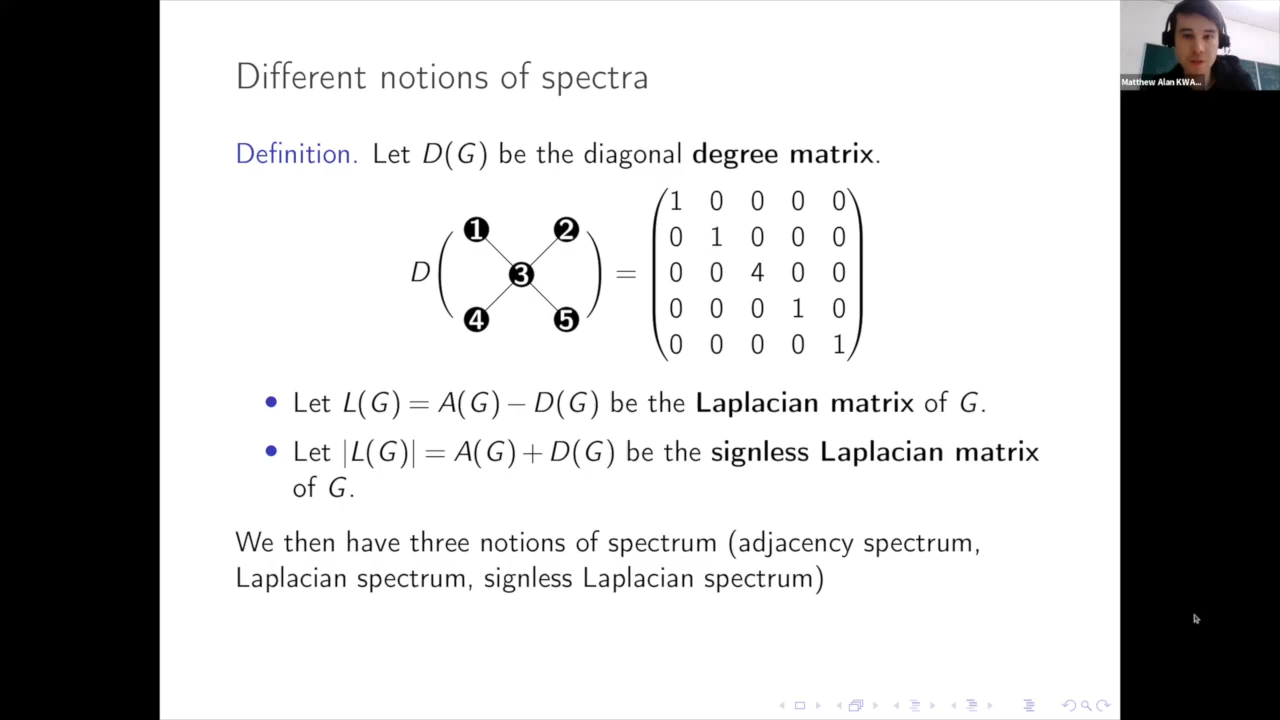 Different notions of spectra
Matthew Alan KWA...
Definition. Let D(G) be the diagonal degree matrix.
D( 1 2 3 4 5 ) =
1 0 0 0 0
0 1 0 0 0
0 0 4 0 0
0 0 0 1 0
0 0 0 0 1
• Let L(G) = A(G) − D(G) be the Laplacian matrix of G.
• Let |L(G)| = A(G) + D(G) be the signless Laplacian matrix
of G.
We then have three notions of spectrum (adjacency spectrum,
Laplacian spectrum, signless Laplacian spectrum)